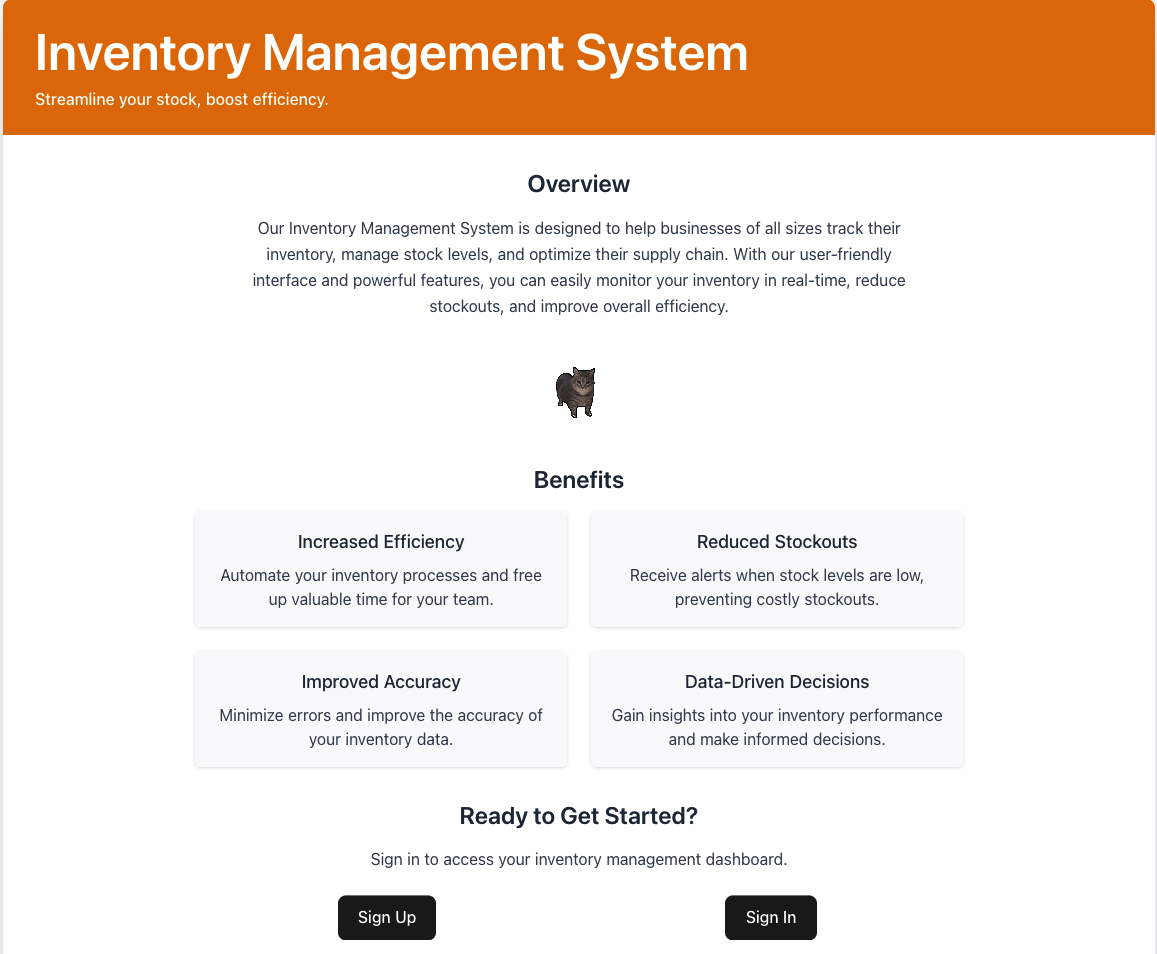 Inventory Management System
Streamline your stock, boost efficiency.
Overview
Our Inventory Management System is designed to help businesses of all sizes track their
inventory, manage stock levels, and optimize their supply chain. With our user-friendly
interface and powerful features, you can easily monitor your inventory in real-time, reduce
stockouts, and improve overall efficiency.
Benefits
Increased Efficiency
Automate your inventory processes and free
up valuable time for your team.
Reduced Stockouts
Receive alerts when stock levels are low,
preventing costly stockouts.
Improved Accuracy
Minimize errors and improve the accuracy of
your inventory data.
Data-Driven Decisions
Gain insights into your inventory performance
and make informed decisions.
Ready to Get Started?
Sign in to access your inventory management dashboard.
Sign Up
Sign In